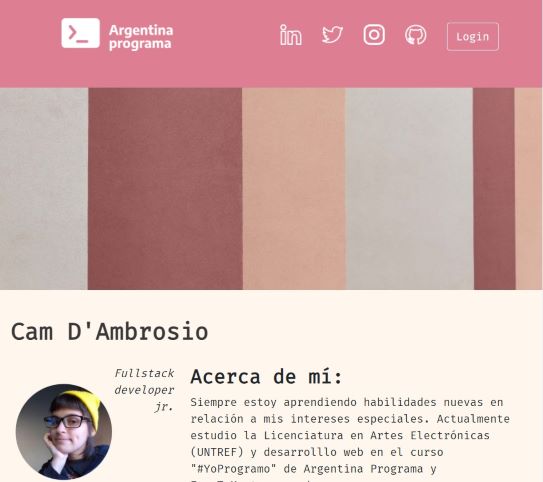 Argentina
programa
Login
Cam D'Ambrosio
Fullstack
developer
jr.
Acerca de mí:
Siempre estoy aprendiendo habilidades nuevas en
relación a mis intereses especiales. Actualmente
estudio la Licenciatura en Artes Electrónicas
(UNTREF) y desarrolllo web en el curso
"#YoProgramo" de Argentina Programa y